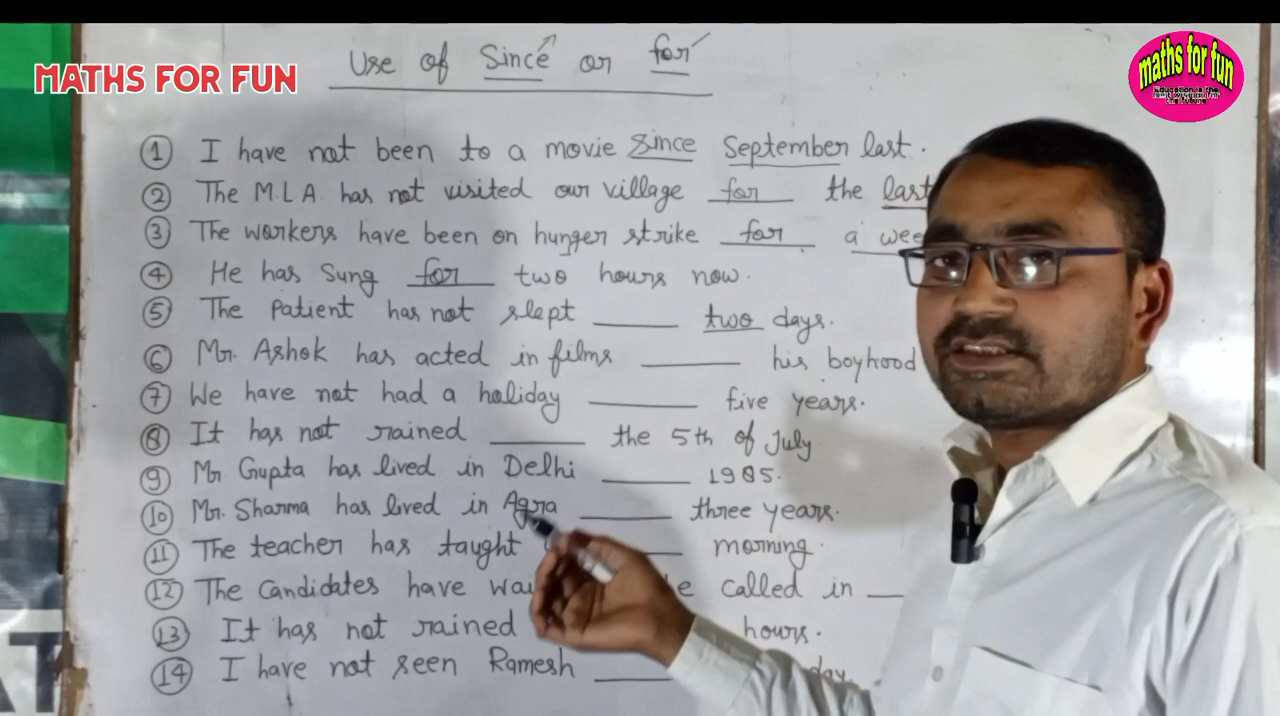 MATHS FOR FUN
maths for fun
Use of Since or for
① I have not been to a movie Since September last.
② The M.L.A. has not visited our village for the last
③ The workers have been on hunger strike for a wee
④ He has Sung for two hours now.
⑤ The Patient has not slept ______ two days.
⑥ Mr. Ashok has acted in films ______ his boyhood
⑦ We have not had a holiday ______ five years.
⑧ It has not rained ______ the 5th of July
⑨ Mr. Gupta has lived in Delhi ______ 1985.
⑩ Mr. Sharma has lived in Agra ______ three years.
⑪ The teacher has taught ______ morning.
⑫ The Candidates have wai called in ___
⑬ It has not rained hours.
⑭ I have not seen Ramesh ______ day.